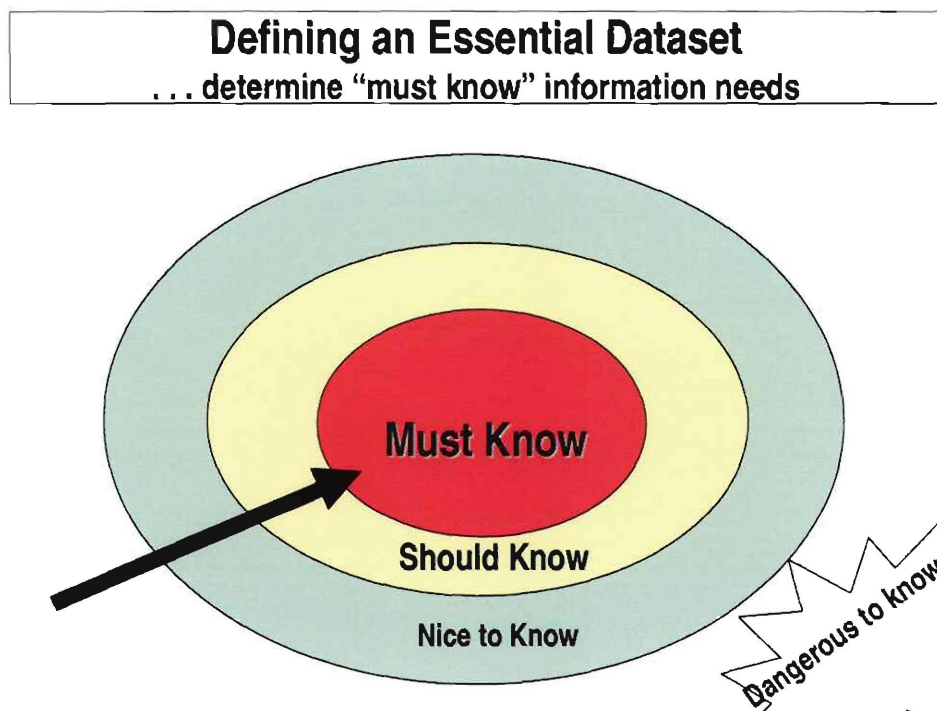 Defining an Essential Dataset
. . . determine “must know” information needs
Must Know
Should Know
Nice to Know
Dangerous to know